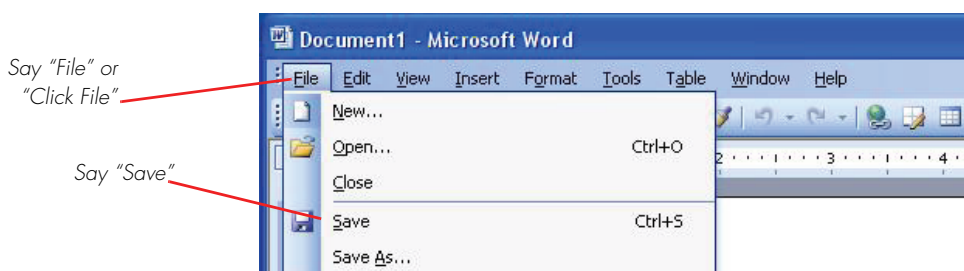 Document1 - Microsoft Word
Say "File" or
"Click File"
File Edit View Insert Format Tools Table Window Help
New...
Open... Ctrl+O
2 3 4
Say "Save"
Close
Save Ctrl+S
Save As...